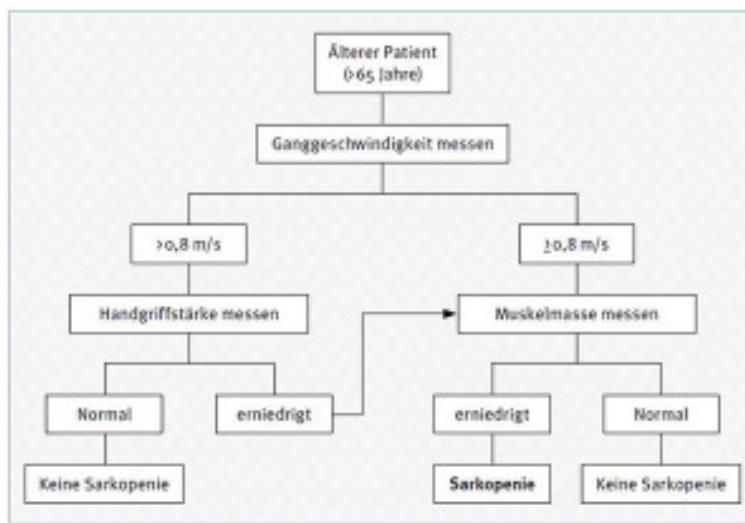 Älterer Patient
(>65 Jahre)
Ganggeschwindigkeit messen
>0,8 m/s
≥0,8 m/s
Handgriffstärke messen
Muskelmasse messen
Normal
erniedrigt
erniedrigt
Normal
Keine Sarkopenie
Sarkopenie
Keine Sarkopenie